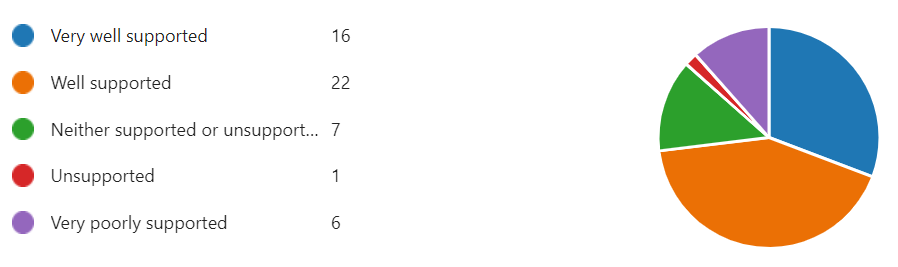 Very well supported 16
Well supported 22
Neither supported or unsupport... 7
Unsupported 1
Very poorly supported 6